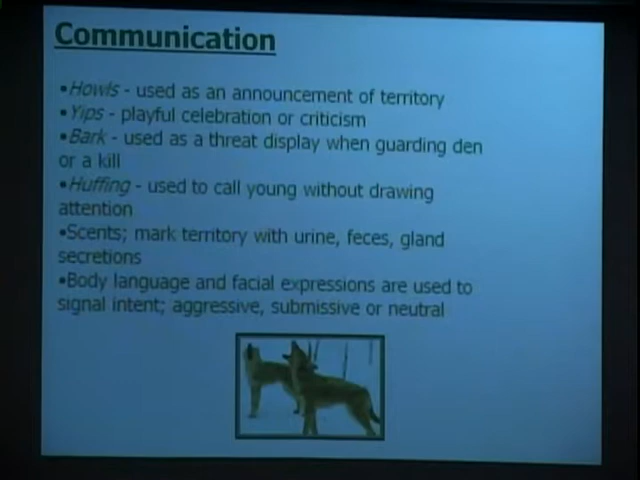 Communication
•Howls - used as an announcement of territory
•Yips - playful celebration or criticism
•Bark - used as a threat display when guarding den
or a kill
•Huffing - used to call young without drawing
attention
•Scents; mark territory with urine, feces, gland
secretions
•Body language and facial expressions are used to
signal intent; aggressive, submissive or neutral